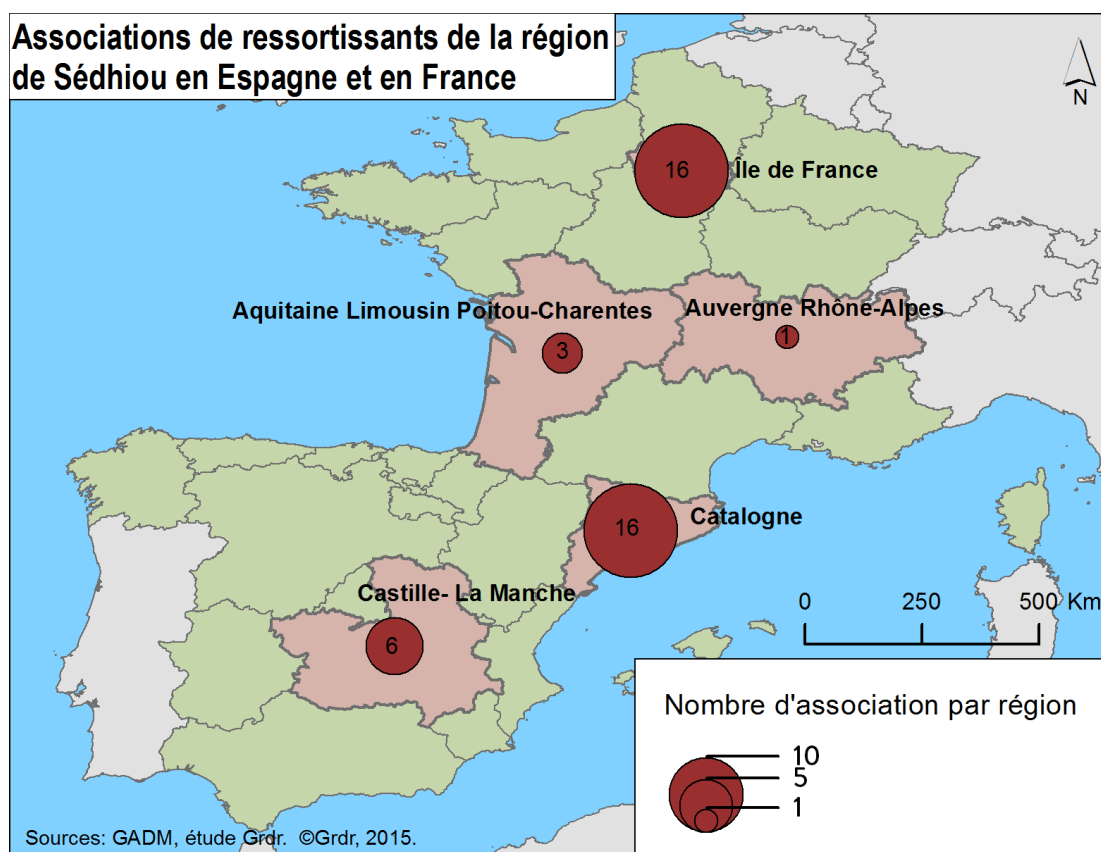 Associations de ressortissants de la région
de Sédhiou en Espagne et en France
N
16
Île de France
Aquitaine Limousin Poitou-Charentes
Auvergne Rhône-Alpes
3
1
16
Catalogne
Castille- La Manche
6
0 250 500 Km
Nombre d'association par région
10
5
1
Sources: GADM, étude Grdr. ©Grdr, 2015.